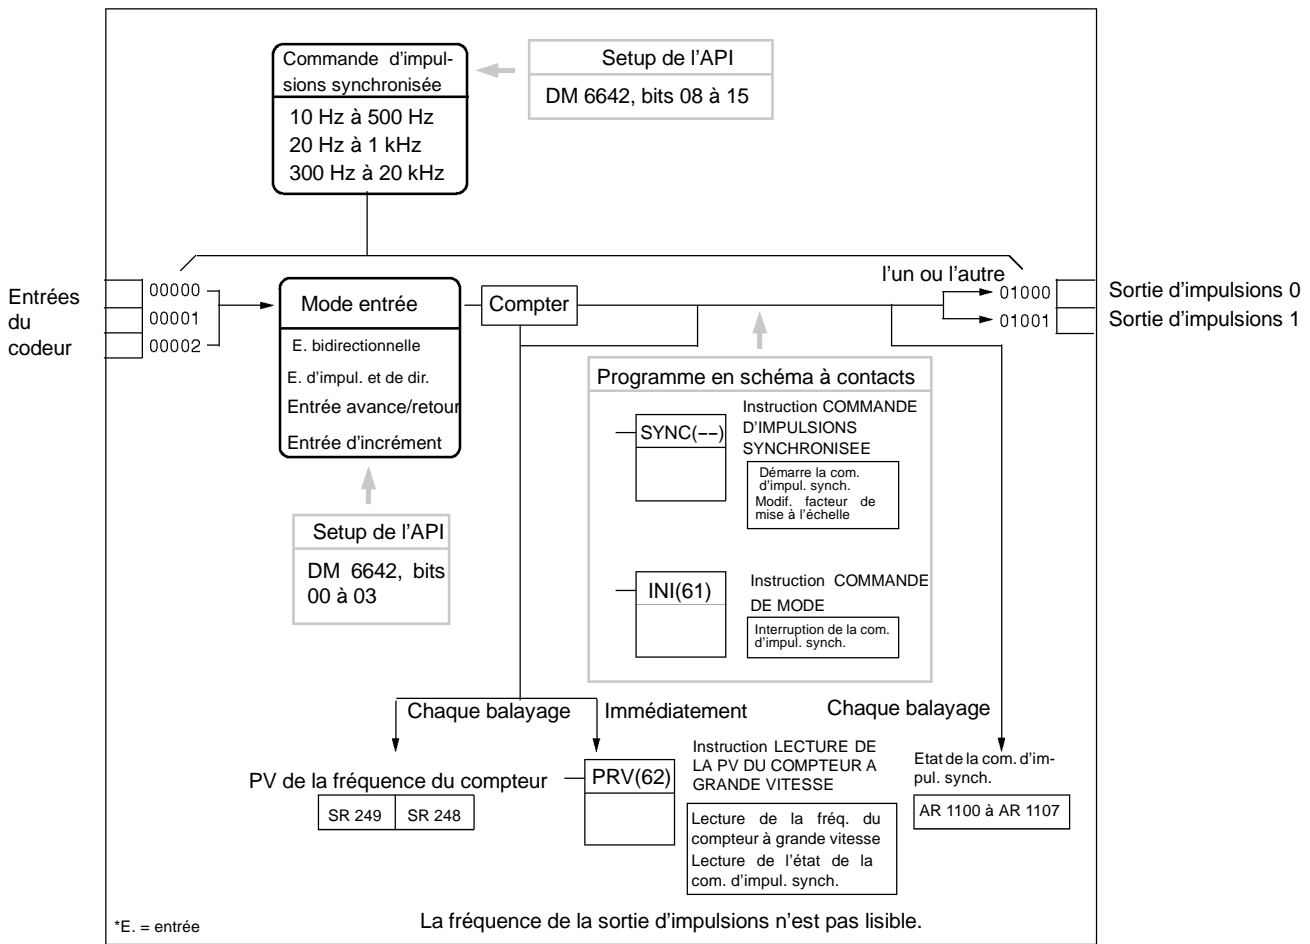 Commande d'impul-
sions synchronisée
10 Hz à 500 Hz
20 Hz à 1 kHz
300 Hz à 20 kHz
Setup de l'API
DM 6642, bits 08 à 15
Entrées
du
codeur
00000
00001
00002
Mode entrée
E. bidirectionnelle
E. d'impul. et de dir.
Entrée avance/retour
Entrée d'incrément
Compter
l'un ou l'autre
01000
01001
Sortie d'impulsions 0
Sortie d'impulsions 1
Setup de l'API
DM 6642, bits
00 à 03
Programme en schéma à contacts
SYNC(--)
Instruction COMMANDE
D'IMPULSIONS
SYNCHRONISEE
Démarre la com.
d'impul. synch.
Modif. facteur de
mise à l'échelle
INI(61)
Instruction COMMANDE
DE MODE
Interruption de la com.
d'impul. synch.
Chaque balayage
Immédiatement
Chaque balayage
PV de la fréquence du compteur
SR 249
SR 248
PRV(62)
Instruction LECTURE DE
LA PV DU COMPTEUR A
GRANDE VITESSE
Lecture de la fréq. du
compteur à grande vitesse
Lecture de l'état de la
com. d'impul. synch.
Etat de la com. d'im-
pul. synch.
AR 1100 à AR 1107
*E. = entrée
La fréquence de la sortie d'impulsions n'est pas lisible.